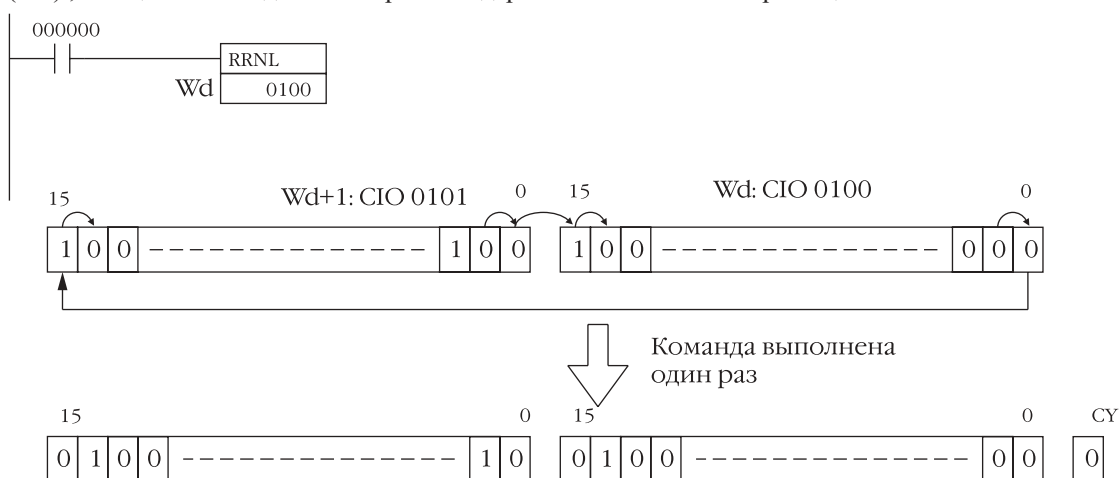 000000
RRNL
Wd 0100
15 Wd+1: CIO 0101 0 15 Wd: CIO 0100 0
1 0 0 1 0 0 1 0 0 0 0 0
Команда выполнена
один раз
15 0 15 0 CY
0 1 0 0 1 0 0 1 0 0 0 0 0